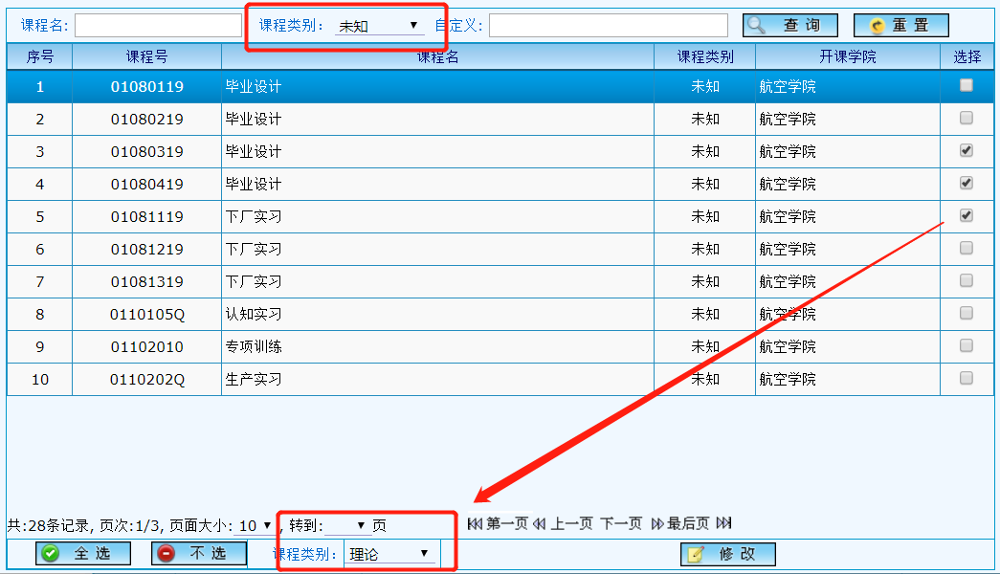 课程名: 课程类别: 未知 自定义: 查 询 重 置
序号 课程号 课程名 课程类别 开课学院 选择
1 01080119 毕业设计 未知 航空学院
2 01080219 毕业设计 未知 航空学院
3 01080319 毕业设计 未知 航空学院
4 01080419 毕业设计 未知 航空学院
5 01081119 下厂实习 未知 航空学院
6 01081219 下厂实习 未知 航空学院
7 01081319 下厂实习 未知 航空学院
8 0110105Q 认知实习 未知 航空学院
9 01102010 专项训练 未知 航空学院
10 0110202Q 生产实习 未知 航空学院
共:28条记录, 页次:1/3, 页面大小: 10 , 转到: 页 第一页 上一页 下一页 最后页
全 选 不 选 课程类别: 理论 修 改